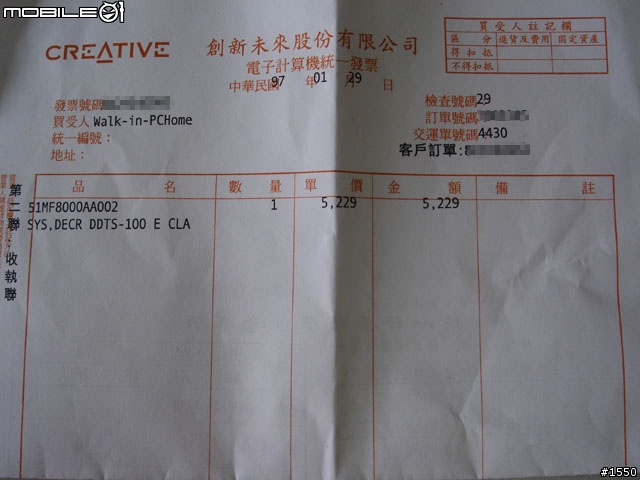 MOBILE01
CREATIVE
創新未來股份有限公司
電子計算機統一發票
中華民國 97 年 01 月 29 日
買受人註記欄
區分 進貨及費用 固定資產
得扣抵
不得扣抵
發票號碼
買受人 Walk-in-PCHome
統一編號：
地址：
檢查號碼 29
訂單號碼
交運單號碼 4430
客戶訂單:
品名 數量 單價 金額 備註
51MF8000AA002 1 5,229 5,229
SYS,DECR DDTS-100 E CLA
第二聯：收執聯
#1550